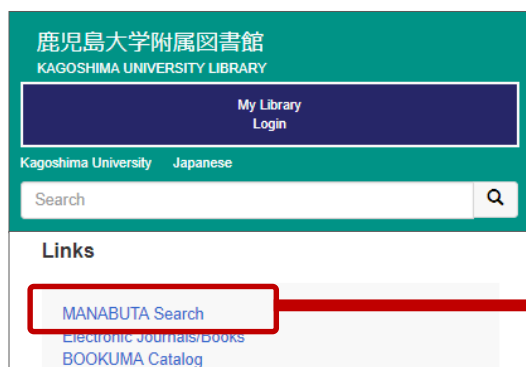 鹿児島大学附属図書館
KAGOSHIMA UNIVERSITY LIBRARY
My Library
Login
Kagoshima University Japanese
Search
Links
MANABUTA Search
Electronic Journals/Books
BOOKUMA Catalog